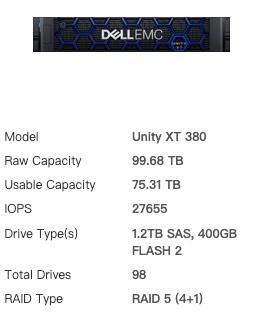 DELLEMC
UNITY
Model Unity XT 380
Raw Capacity 99.68 TB
Usable Capacity 75.31 TB
IOPS 27655
Drive Type(s) 1.2TB SAS, 400GB
FLASH 2
Total Drives 98
RAID Type RAID 5 (4+1)